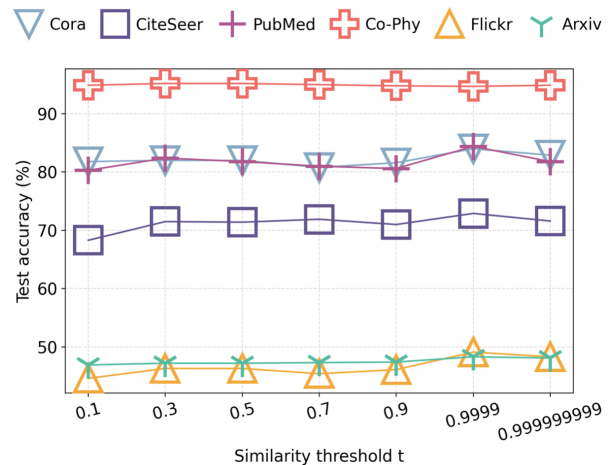 Cora CiteSeer PubMed Co-Phy Flickr Arxiv
Test accuracy (%)
90
80
70
60
50
0.1 0.3 0.5 0.7 0.9 0.9999 0.999999999
Similarity threshold t